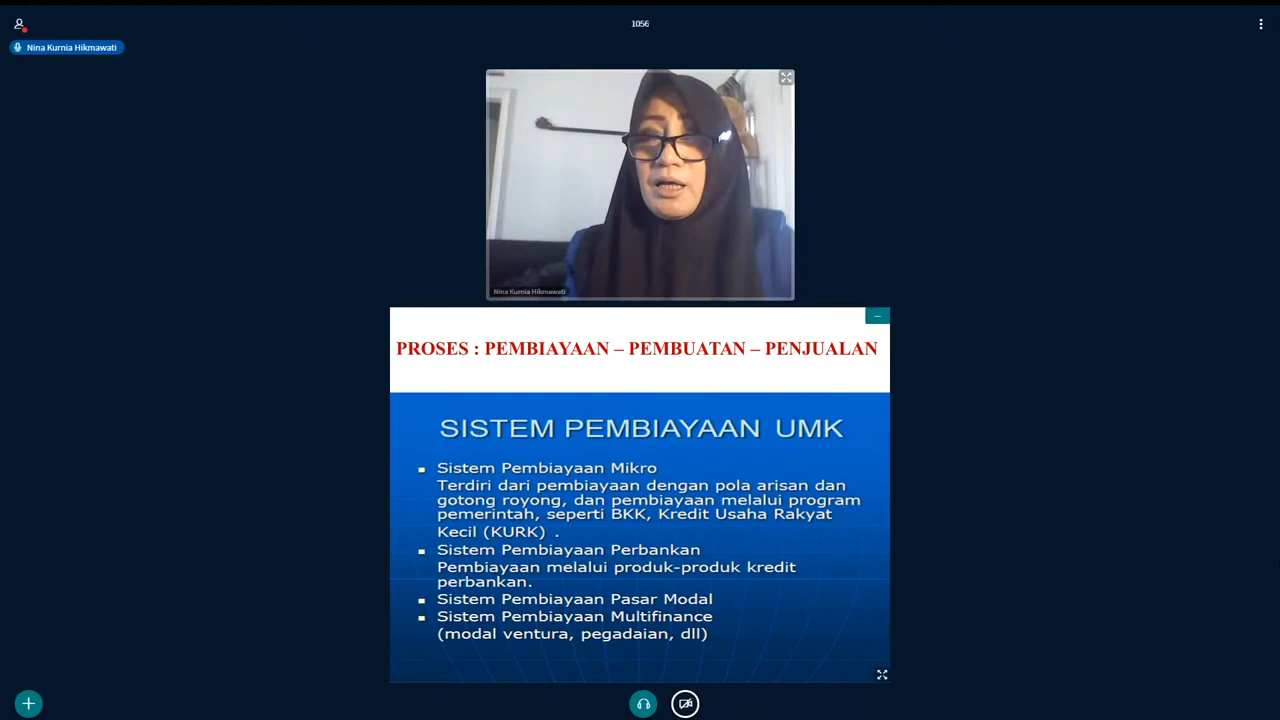 1056
Nina Kurnia Hikmawati
Nina Kurnia Hikmawati
PROSES : PEMBIAYAAN – PEMBUATAN – PENJUALAN
SISTEM PEMBIAYAAN UMK
Sistem Pembiayaan Mikro
Terdiri dari pembiayaan dengan pola arisan dan
gotong royong, dan pembiayaan melalui program
pemerintah, seperti BKK, Kredit Usaha Rakyat
Kecil (KURK) .
Sistem Pembiayaan Perbankan
Pembiayaan melalui produk-produk kredit
perbankan.
Sistem Pembiayaan Pasar Modal
Sistem Pembiayaan Multifinance
(modal ventura, pegadaian, dll)